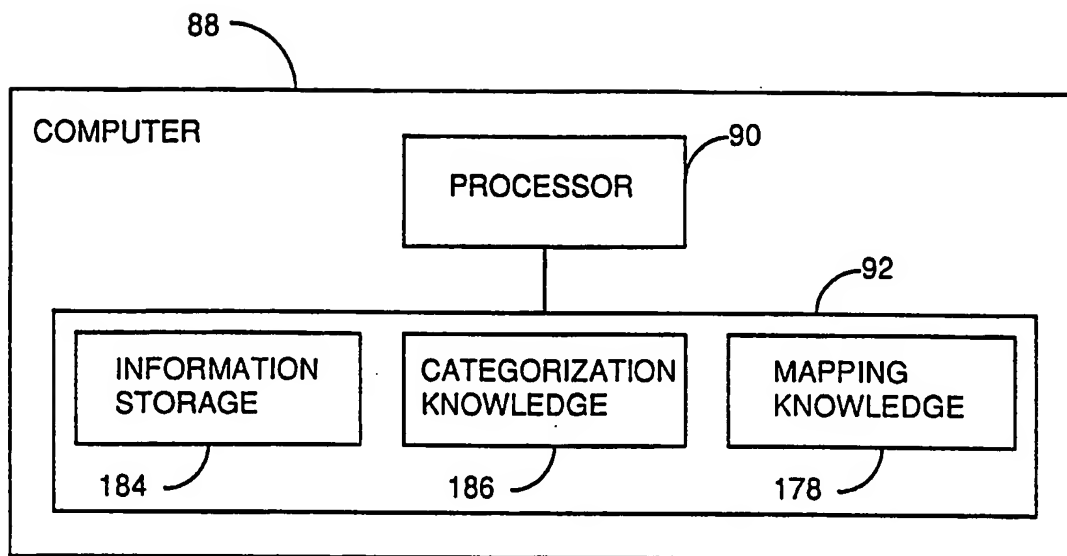 88
COMPUTER
90
PROCESSOR
92
INFORMATION
STORAGE
CATEGORIZATION
KNOWLEDGE
MAPPING
KNOWLEDGE
184
186
178